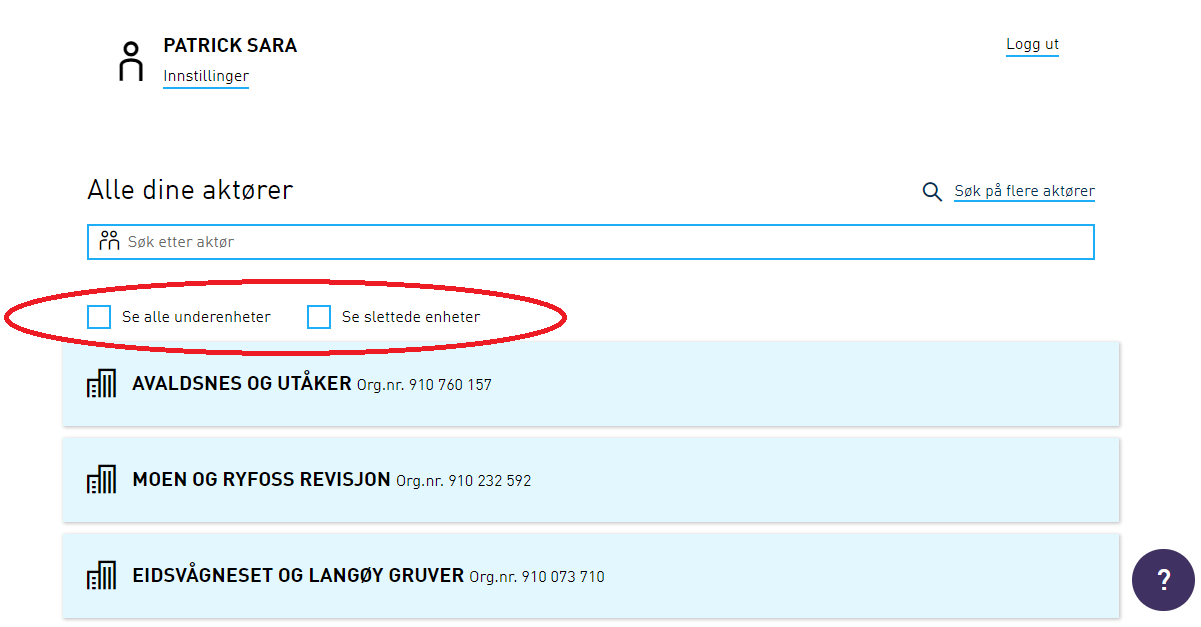 PATRICK SARA
Logg ut
Innstillinger
Alle dine aktører
Søk på flere aktører
Søk etter aktør
Se alle underenheter
Se slettede enheter
AVALDSNES OG UTÅKER Org.nr. 910 760 157
MOEN OG RYFOSS REVISJON Org.nr. 910 232 592
EIDSVÅGNESET OG LANGØY GRUVER Org.nr. 910 073 710
?